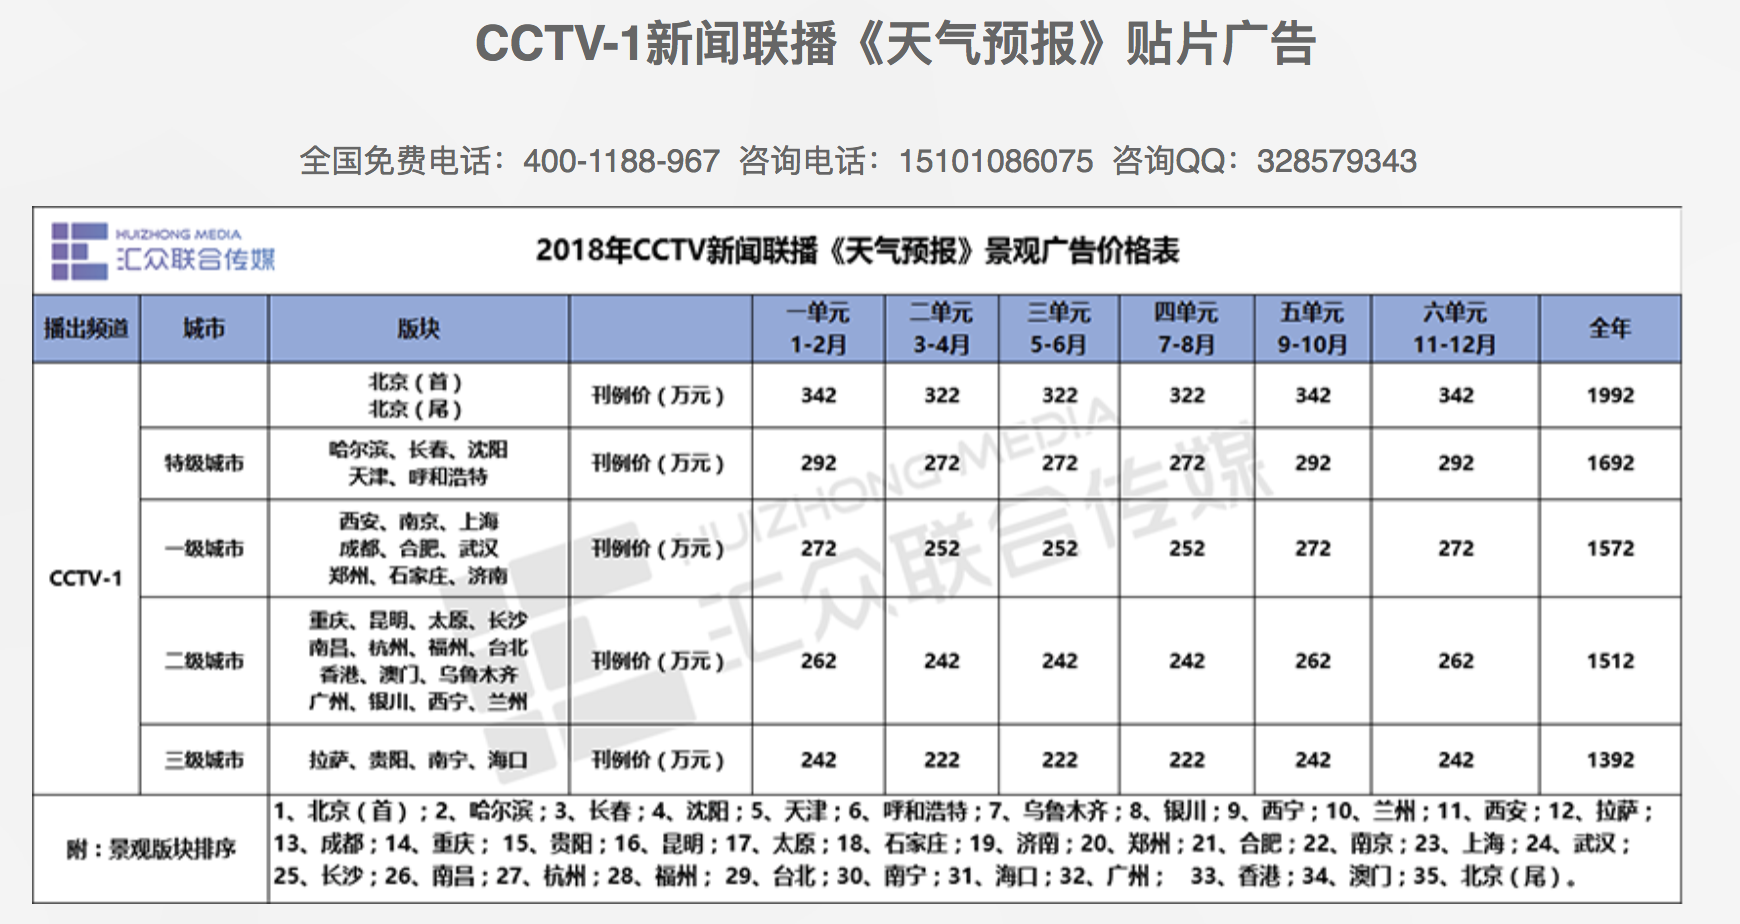 CCTV-1新闻联播《天气预报》贴片广告
全国免费电话：400-1188-967 咨询电话：15101086075 咨询QQ：328579343
HUIZHONG MEDIA
汇众联合传媒
2018年CCTV新闻联播《天气预报》景观广告价格表
播出频道 城市 版块 一单元 二单元 三单元 四单元 五单元 六单元 全年
1-2月 3-4月 5-6月 7-8月 9-10月 11-12月
北京（首）
北京（尾）
刊例价（万元） 342 322 322 322 342 342 1992
特级城市
哈尔滨、长春、沈阳
天津、呼和浩特
刊例价（万元） 292 272 272 272 292 292 1692
CCTV-1
一级城市
西安、南京、上海
成都、合肥、武汉
郑州、石家庄、济南
刊例价（万元） 272 252 252 252 272 272 1572
二级城市
重庆、昆明、太原、长沙
南昌、杭州、福州、台北
香港、澳门、乌鲁木齐
广州、银川、西宁、兰州
刊例价（万元） 262 242 242 242 262 262 1512
三级城市 拉萨、贵阳、南宁、海口 刊例价（万元） 242 222 222 222 242 242 1392
附：景观版块排序
1、北京（首）；2、哈尔滨；3、长春；4、沈阳；5、天津；6、呼和浩特；7、乌鲁木齐；8、银川；9、西宁；10、兰州；11、西安；12、拉萨；
13、成都；14、重庆； 15、贵阳；16、昆明；17、太原；18、石家庄；19、济南；20、郑州；21、合肥；22、南京；23、上海；24、武汉；
25、长沙；26、南昌；27、杭州；28、福州； 29、台北；30、南宁；31、海口；32、广州； 33、香港；34、澳门；35、北京（尾）。
HUIZHONG MEDIA
汇众联合传媒